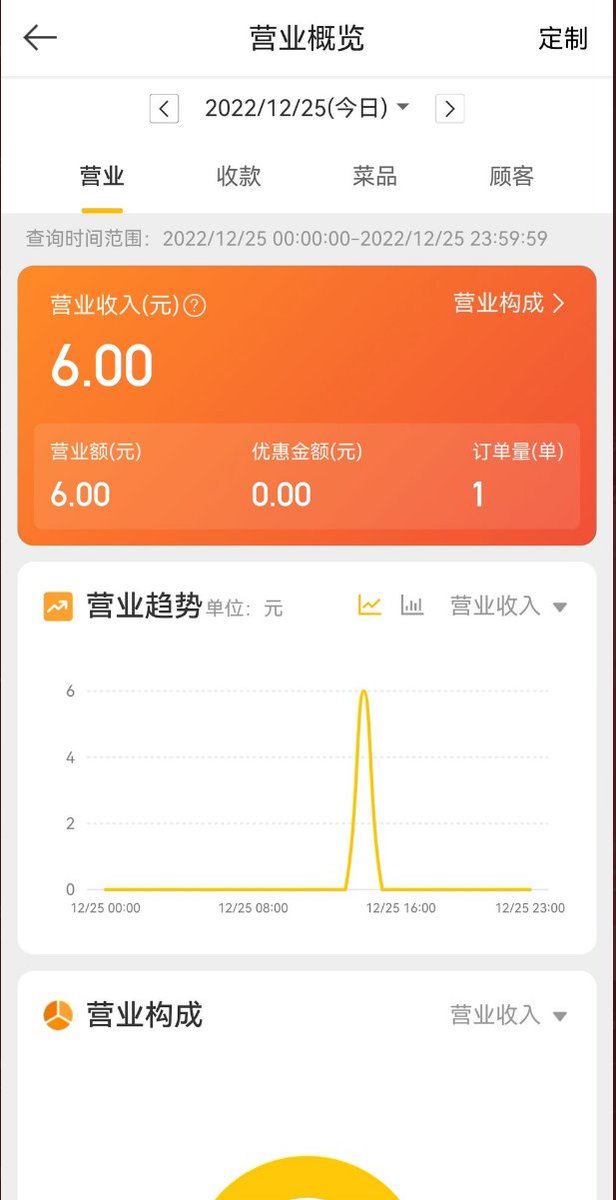 营业概览 定制
2022/12/25(今日)
营业 收款 菜品 顾客
查询时间范围：2022/12/25 00:00:00-2022/12/25 23:59:59
营业收入(元)? 营业构成
6.00
营业额(元) 优惠金额(元) 订单量(单)
6.00 0.00 1
营业趋势 单位：元 营业收入
6
4
2
0
12/25 00:00 12/25 08:00 12/25 16:00 12/25 23:00
营业构成 营业收入